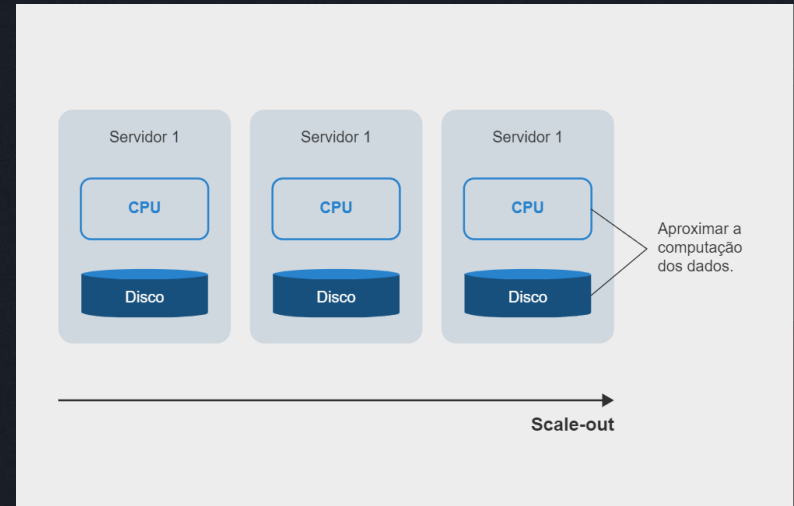 Servidor 1
Servidor 1
Servidor 1
CPU
CPU
CPU
Disco
Disco
Disco
Aproximar a
computação
dos dados.
Scale-out